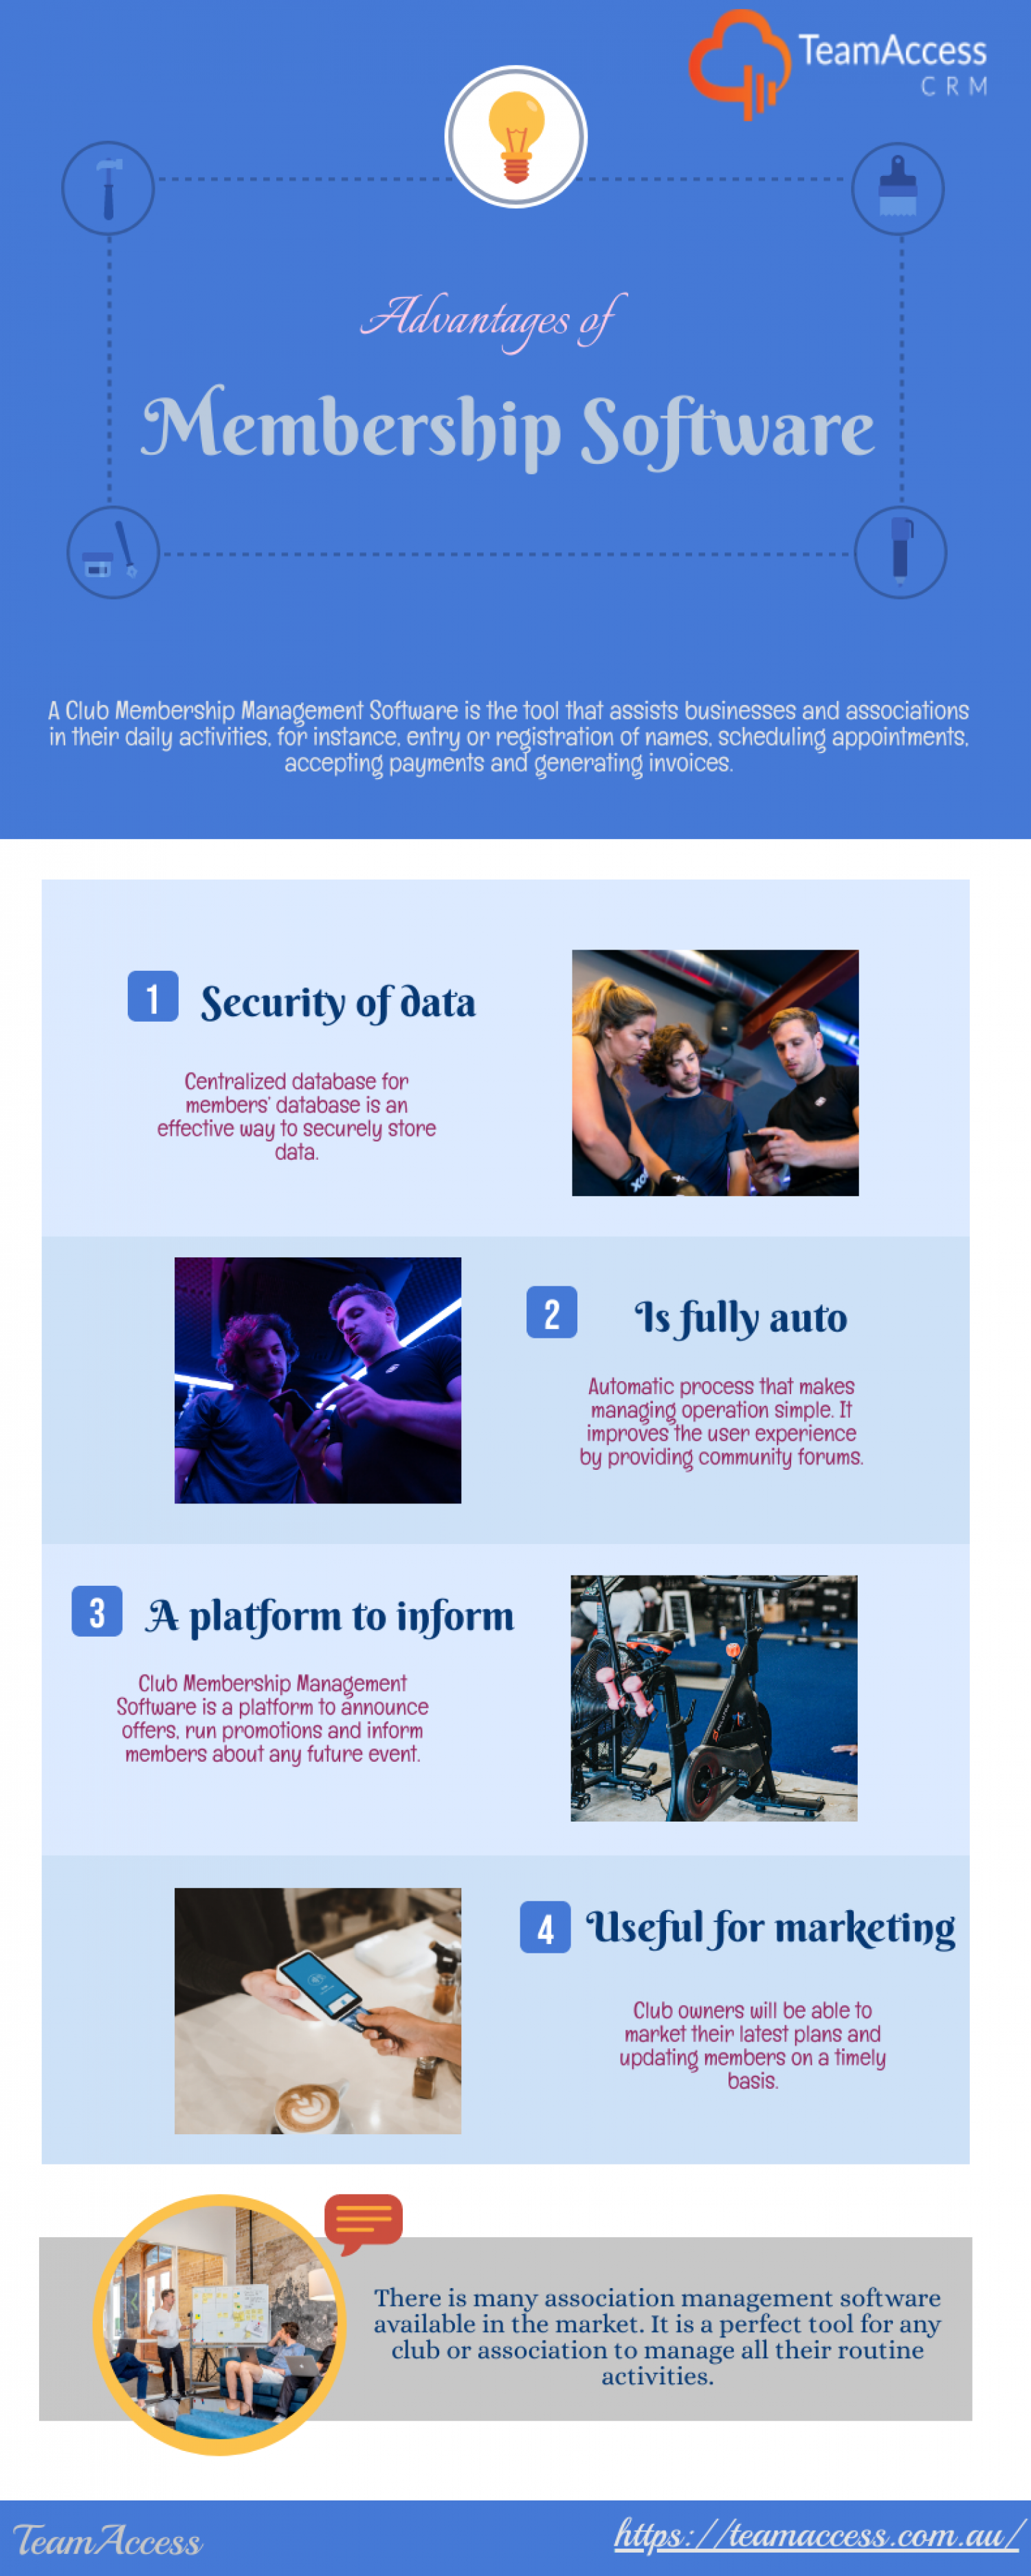 TeamAccess
CRM
Advantages of
Membership Software
A Club Membership Management Software is the tool that assists businesses and associations
in their daily activities, for instance, entry or registration of names, scheduling appointments,
accepting payments and generating invoices.
1 Security of data
Centralized database for
members' database is an
effective way to securely store
data.
2 Is fully auto
Automatic process that makes
managing operation simple. It
improves the user experience
by providing community forums.
3 A platform to inform
Club Membership Management
Software is a platform to announce
offers, run promotions and inform
members about any future event.
4 Useful for marketing
Club owners will be able to
market their latest plans and
updating members on a timely
basis.
There is many association management software
available in the market. It is a perfect tool for any
club or association to manage all their routine
activities.
TeamAccess
https://teamaccess.com.au/